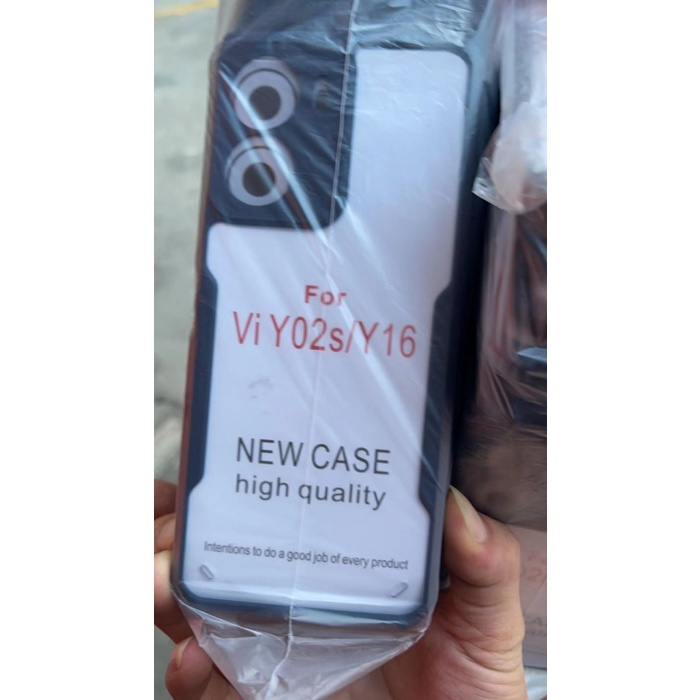 For
Vi Y02s/Y16
NEW CASE
high quality
Intentions to do a good job of every product